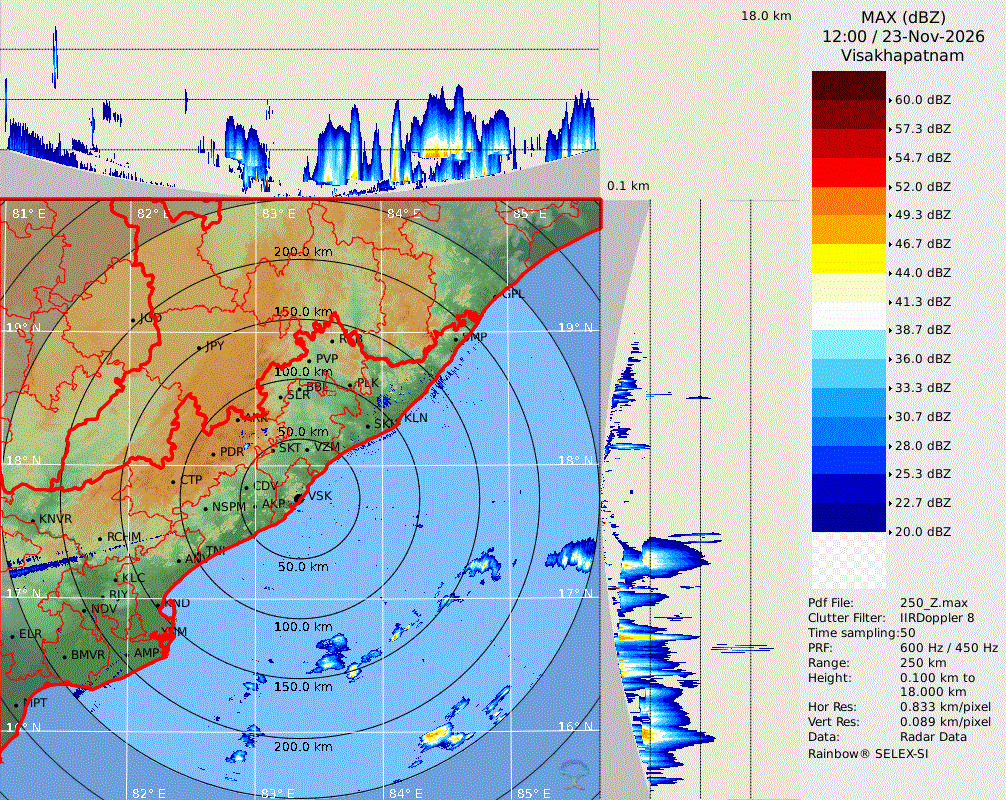 18.0 km
0.1 km
MAX (dBZ)
12:00 / 23-Nov-2026
Visakhapatnam
60.0 dBZ
57.3 dBZ
54.7 dBZ
52.0 dBZ
49.3 dBZ
46.7 dBZ
44.0 dBZ
41.3 dBZ
38.7 dBZ
36.0 dBZ
33.3 dBZ
30.7 dBZ
28.0 dBZ
25.3 dBZ
22.7 dBZ
20.0 dBZ
Pdf File: 250_Z.max
Clutter Filter: IIRDoppler 8
Time sampling:50
PRF: 600 Hz / 450 Hz
Range: 250 km
Height: 0.100 km to
18.000 km
Hor Res: 0.833 km/pixel
Vert Res: 0.089 km/pixel
Data: Radar Data
Rainbow® SELEX-SI
81° E 82° E 83° E 84° E 85° E
200.0 km
GPL
150.0 km
JGD
19° N 19° N
JPY
SMP
PVP
100.0 km
BBL
PLK
SLR
KLN
50.0 km
SKT VZM
PDR
18° N 18° N
CTP
CDV
VSK
NSPM
AKP
KNVR
RCHM
TNI
50.0 km
KLC
RJY
17° N 17° N
KND
NDV
100.0 km
ELR
BMVR
AMP
150.0 km
MPT
16° N 16° N
200.0 km
82° E 83° E 84° E 85° E